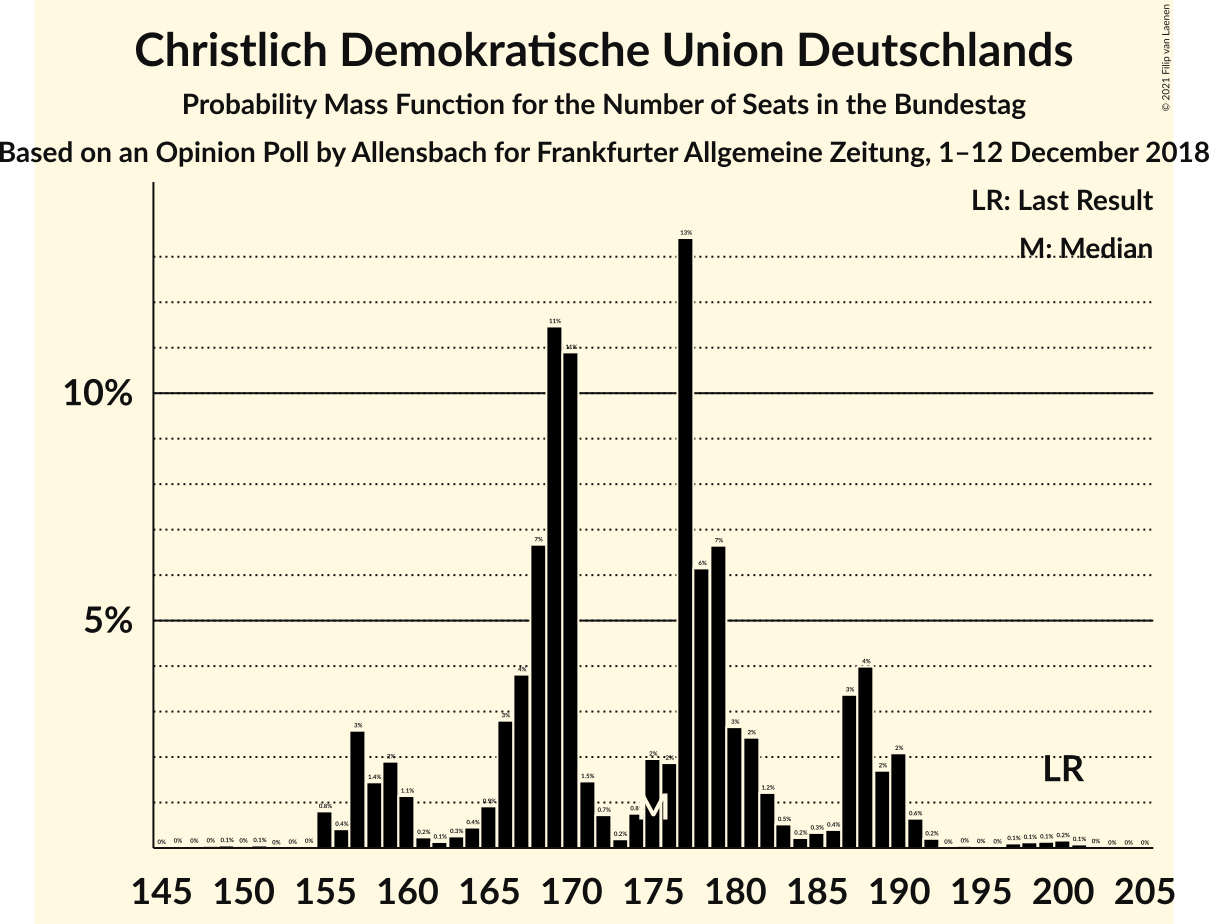 Christlich Demokratische Union Deutschlands
Probability Mass Function for the Number of Seats in the Bundestag
Based on an Opinion Poll by Allensbach for Frankfurter Allgemeine Zeitung, 1–12 December 2018
© 2021 Filip van Laenen
LR: Last Result
M: Median
10%
5%
0% 0% 0% 0% 0.1% 0% 0.1% 0% 0% 0% 0.8% 0.4% 3% 1.4% 2% 1.1% 0.2% 0.1% 0.3% 0.4% 0.9% 3% 4% 7% 11% 11% 1.5% 0.7% 0.2% 0.8 2% 2% 13% 6% 7% 3% 2% 1.2% 0.5% 0.2% 0.3% 0.4% 3% 4% 2% 2% 0.6% 0.2% 0% 0% 0% 0% 0.1% 0.1% 0.1% 0.2% 0.1% 0% 0% 0% 0%
M
LR
145 150 155 160 165 170 175 180 185 190 195 200 205